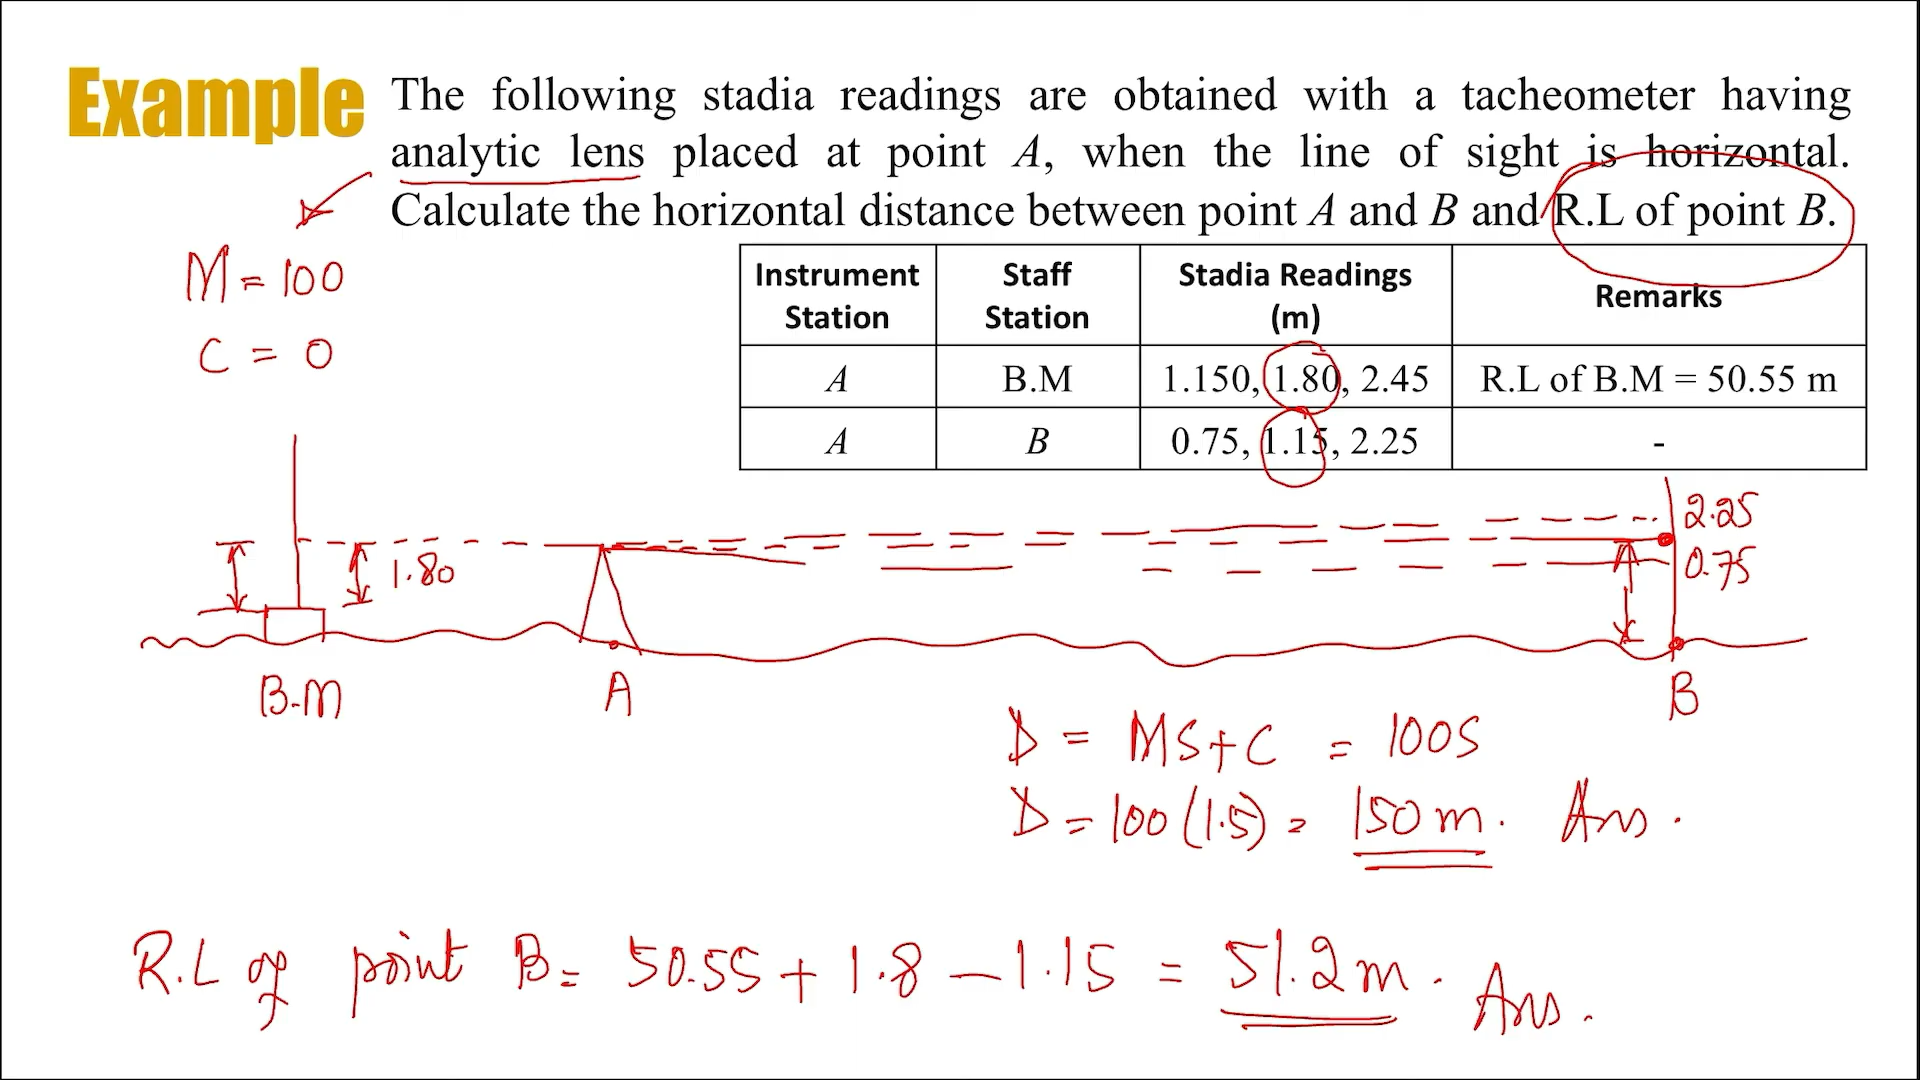 Example
The following stadia readings are obtained with a tacheometer having
analytic lens placed at point A, when the line of sight is horizontal.
Calculate the horizontal distance between point A and B and R.L of point B.
M = 100
C = 0
Instrument Station Staff Station Stadia Readings (m) Remarks
A B.M 1.150, 1.80, 2.45 R.L of B.M = 50.55 m
A B 0.75, 1.15, 2.25 -
2.25
1.80
0.75
B.M A B
D = MS+C = 100S
D = 100 (1.5) = 150 m. Ans.
R.L of point B = 50.55 + 1.8 – 1.15 = 51.2 m. Ans.